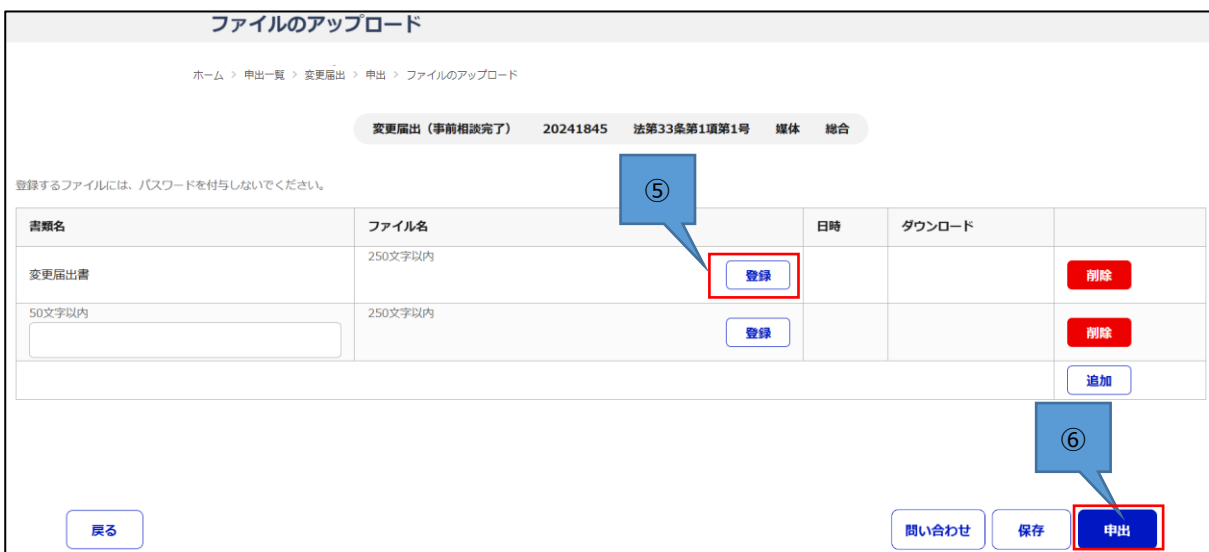 ファイルのアップロード
ホーム > 申出一覧 > 変更届出 > 申出 > ファイルのアップロード
変更届出(事前相談完了) 20241845 法第33条第1項第1号 媒体 総合
登録するファイルには、パスワードを付与しないでください。
⑤
書類名 ファイル名 日時 ダウンロード
250文字以内
変更届出書 登録 削除
50文字以内 250文字以内
登録 削除
追加
⑥
戻る 問い合わせ 保存 申出